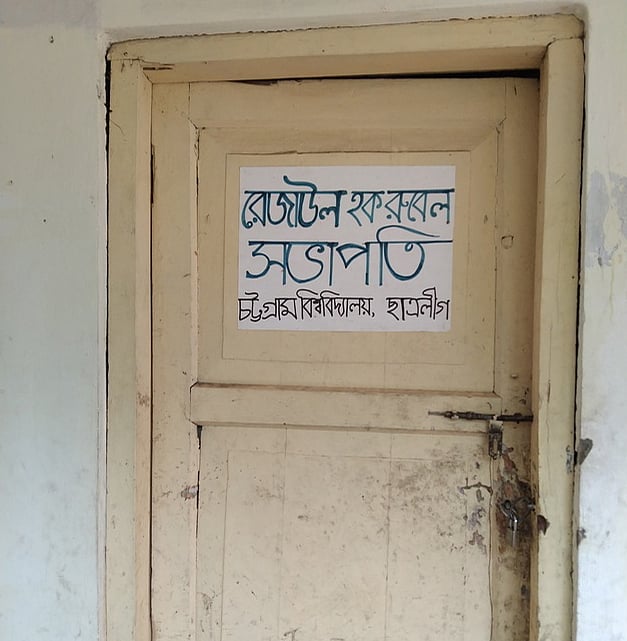 রেজাউল হক রুবেল
সভাপতি
চট্টগ্রাম বিশ্ববিদ্যালয়, ছাত্রলীগ